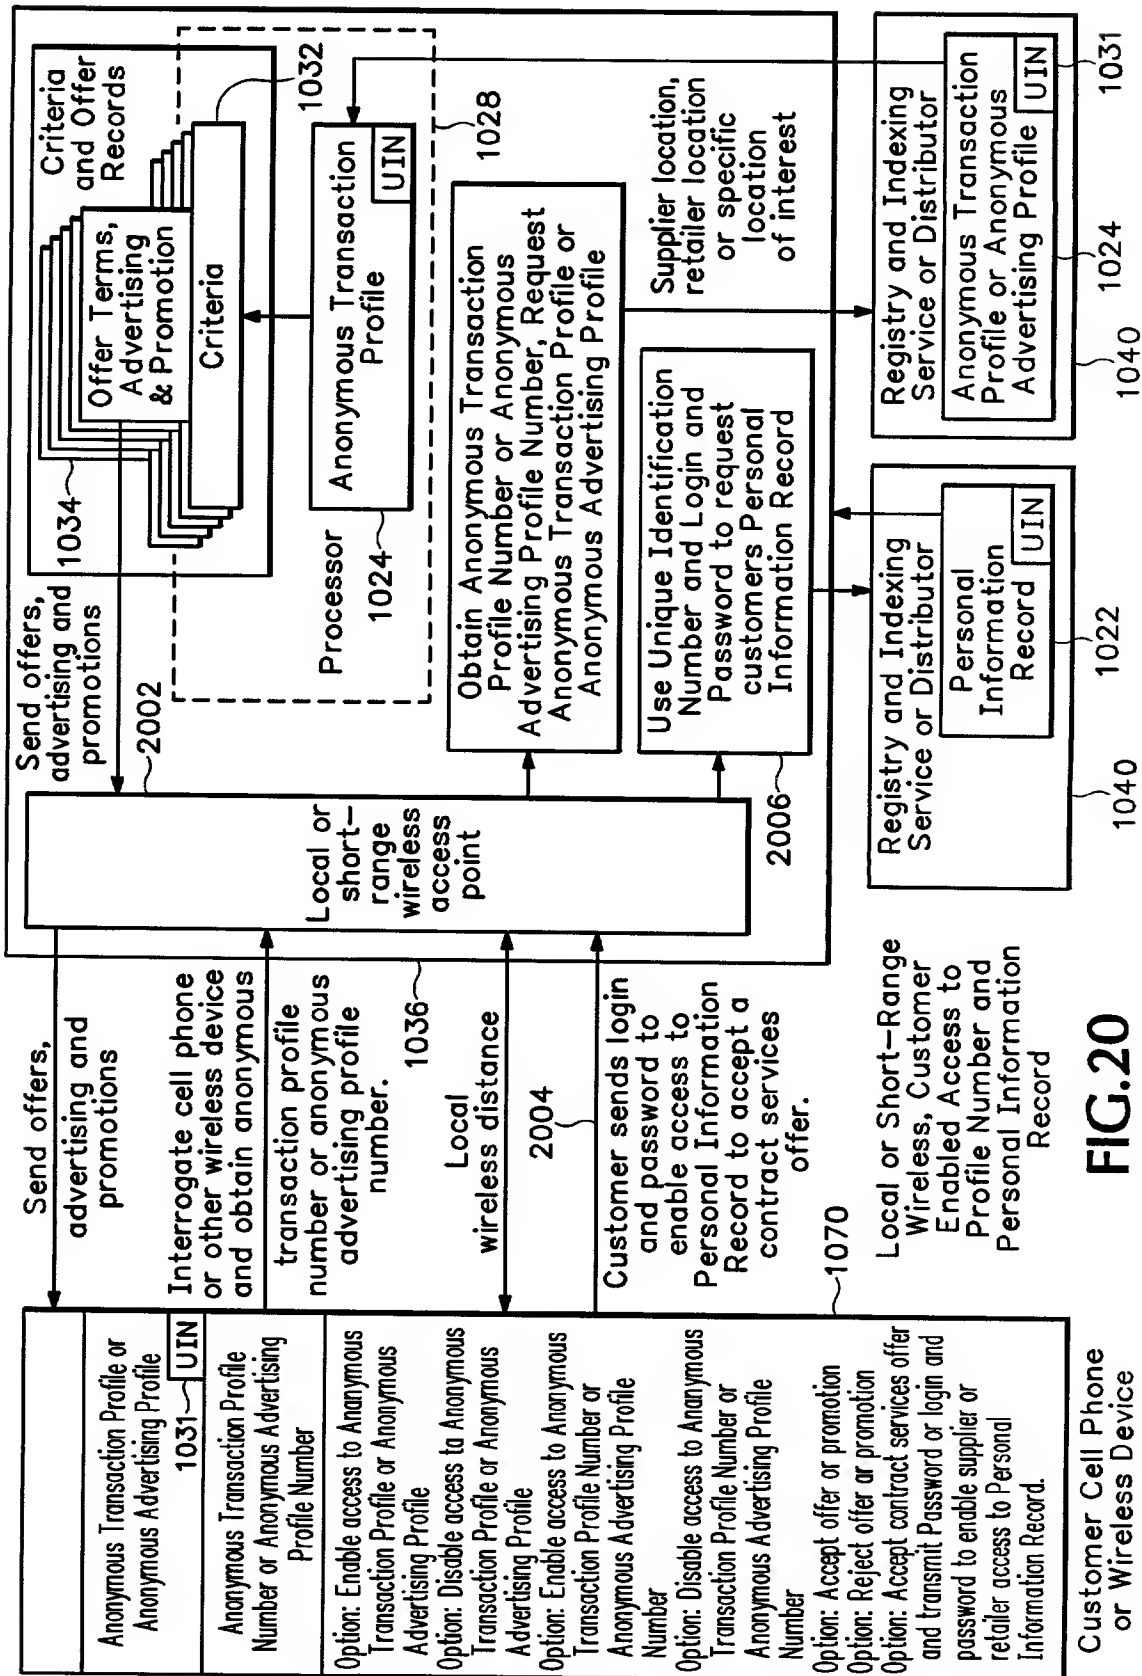 Anonymous Transaction Profile or
Anonymous Advertising Profile
1031
UIN
Anonymous Transaction Profile
Number or Anonymous Advertising
Profile Number
Option: Enable access to Anonymous
Transaction Profile or Anonymous
Advertising Profile
Option: Disable access to Anonymous
Transaction Profile or Anonymous
Advertising Profile
Option: Enable access to Anonymous
Transaction Profile Number or
Anonymous Advertising Profile
Number
Option: Disable access to Anonymous
Transaction Profile Number or
Anonymous Advertising Profile
Number
Option: Accept offer or promotion
Option: Reject offer or promotion
Option: Accept contract services offer
and transmit Password or login and
password to enable supplier or
retailer access to Personal
Information Record.
Customer Cell Phone
or Wireless Device
1070
Send offers,
advertising and
promotions
Interrogate cell phone
or other wireless device
and obtain anonymous
transaction profile
number or anonymous
advertising profile
number.
1036
Local
wireless distance
2004
Customer sends login
and password to
enable access to
Personal Information
Record to accept a
contract services
offer.
Local or Short-Range
Wireless, Customer
Enabled Access to
Profile Number and
Personal Information
Record
Send offers,
advertising and
promotions
2002
Local or
short-
range
wireless
access
point
1034
Offer Terms,
Advertising
& Promotion
Criteria
Criteria
and Offer
Records
1032
Processor
1024
Anonymous Transaction
Profile
UIN
1028
Obtain Anonymous Transaction
Profile Number or Anonymous
Advertising Profile Number, Request
Anonymous Transaction Profile or
Anonymous Advertising Profile
Use Unique Identification
Number and Login and
Password to request
customers Personal
Information Record
2006
Supplier location,
retailer location
or specific
location
of interest
Registry and Indexing
Service or Distributor
Personal
Information
Record
UIN
1040
1022
Registry and Indexing
Service or Distributor
Anonymous Transaction
Profile or Anonymous
Advertising Profile
UIN
1040
1024
1031
FIG.20